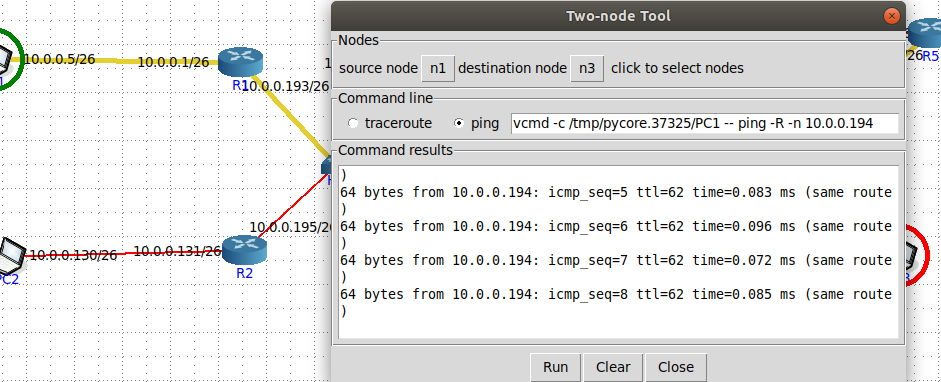 Two-node Tool
Nodes
source node n1 destination node n3 click to select nodes
Command line
traceroute ping vcmd -c /tmp/pycore.37325/PC1 -- ping -R -n 10.0.0.194
Command results
)
64 bytes from 10.0.0.194: icmp_seq=5 ttl=62 time=0.083 ms (same route
)
64 bytes from 10.0.0.194: icmp_seq=6 ttl=62 time=0.096 ms (same route
)
64 bytes from 10.0.0.194: icmp_seq=7 ttl=62 time=0.072 ms (same route
)
64 bytes from 10.0.0.194: icmp_seq=8 ttl=62 time=0.085 ms (same route
)
Run Clear Close
10.0.0.5/26
10.0.0.1/26
R1
10.0.0.193/26
10.0.0.195/26
10.0.0.130/26
10.0.0.131/26
PC2
R2
R5